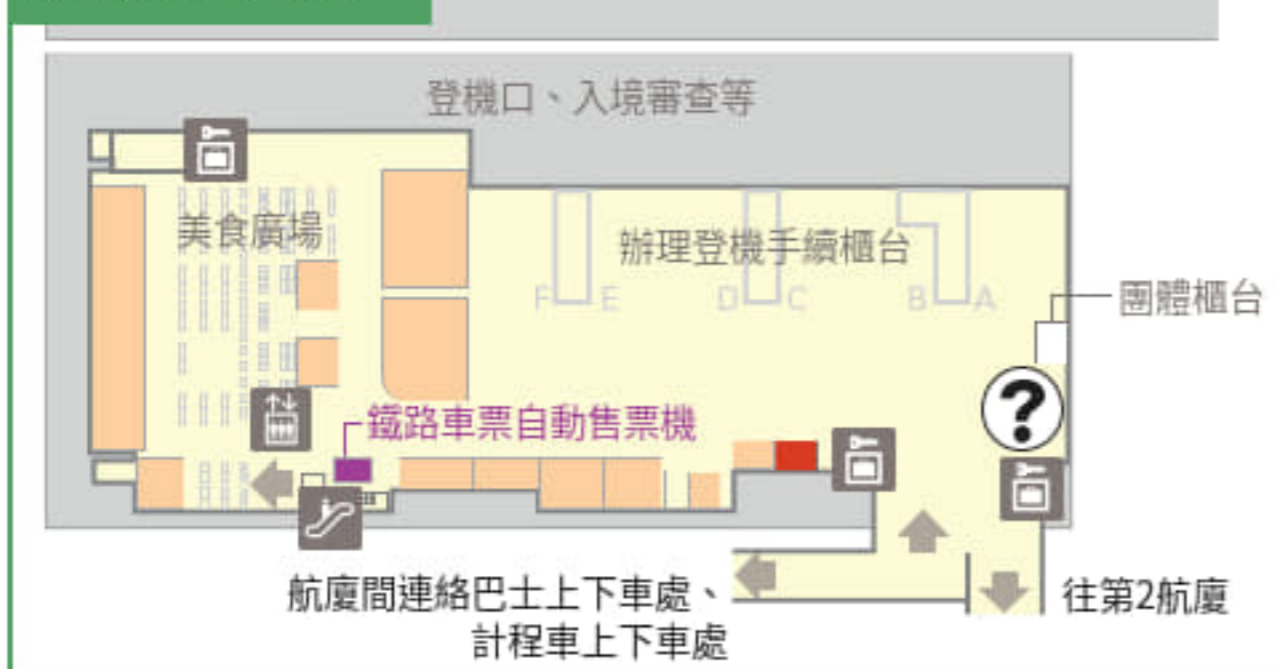 登機口、入境審查等
美食廣場
辦理登機手續櫃台
F E
D C
B A
團體櫃台
?
鐵路車票自動售票機
航廈間連絡巴士上下車處、
計程車上下車處
往第2航廈